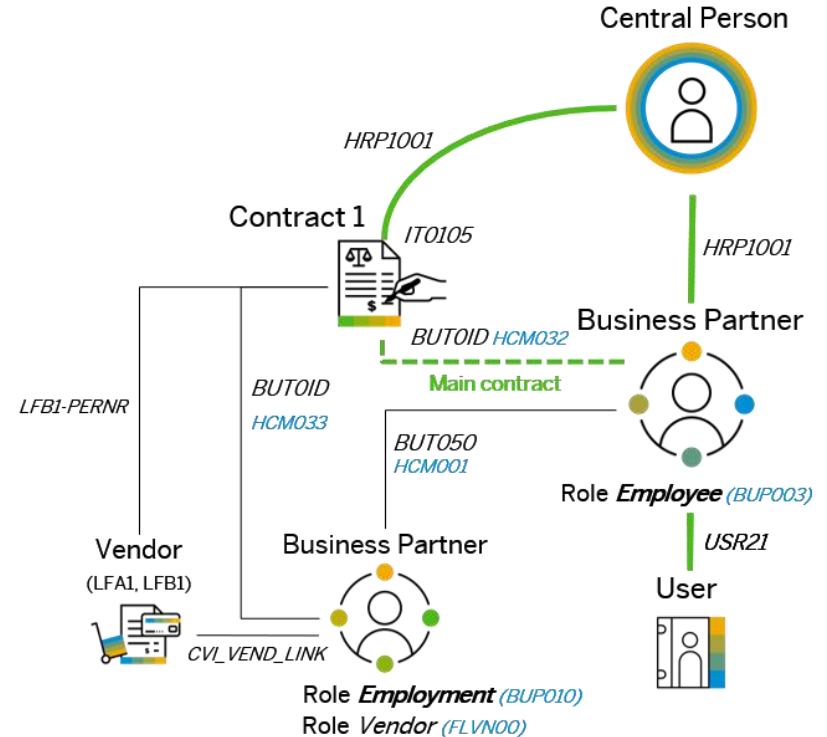 Central Person
HRP1001
Contract 1
IT0105
HRP1001
$
Business Partner
BUT0ID HCM032
Main contract
BUT0ID
LFB1-PERNR
HCM033
BUT050
HCM001
Role Employee (BUP003)
USR21
Vendor
Business Partner
(LFA1, LFB1)
User
CVI_VEND_LINK
Role Employment (BUP010)
Role Vendor (FLVN00)